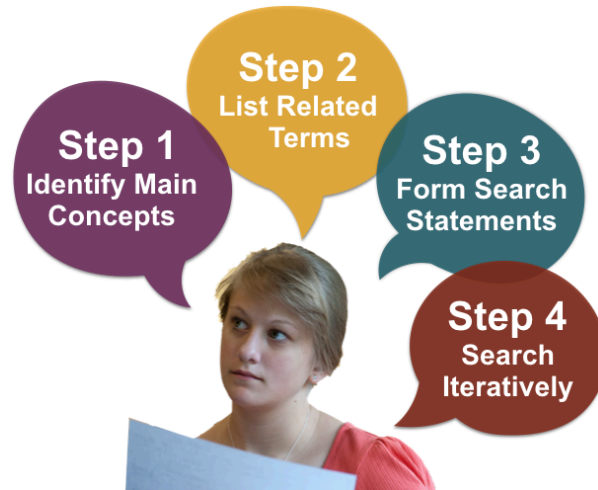 Step 1
Identify Main
Concepts
Step 2
List Related
Terms
Step 3
Form Search
Statements
Step 4
Search
Iteratively